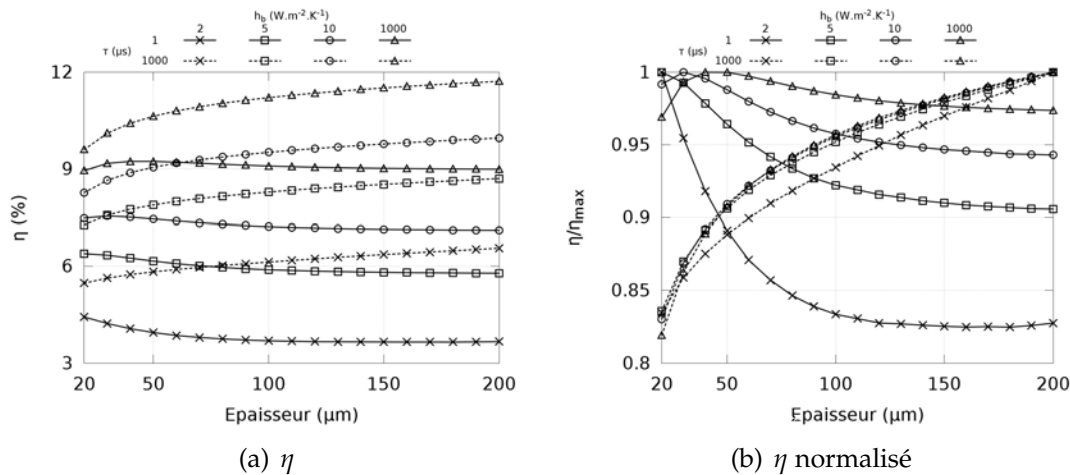 h_b (W.m⁻².K⁻¹)
2 5 10 1000
τ (μs)
1
1000
12
9
6
3
η (%)
20 50 100 150 200
Epaisseur (μm)
(a) η
h_b (W.m⁻².K⁻¹)
2 5 10 1000
τ (μs)
1
1000
1
0.95
0.9
0.85
0.8
η/η_max
20 50 100 150 200
Epaisseur (μm)
(b) η normalisé